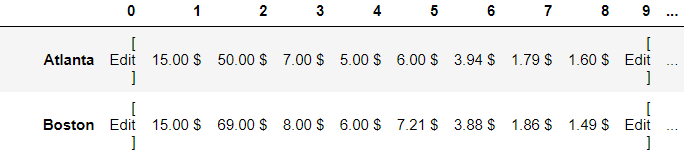 0 1 2 3 4 5 6 7 8 9 ...
Atlanta [ Edit ] 15.00 $ 50.00 $ 7.00 $ 5.00 $ 6.00 $ 3.94 $ 1.79 $ 1.60 $ [ Edit ] ...
Boston [ Edit ] 15.00 $ 69.00 $ 8.00 $ 6.00 $ 7.21 $ 3.88 $ 1.86 $ 1.49 $ [ Edit ] ...